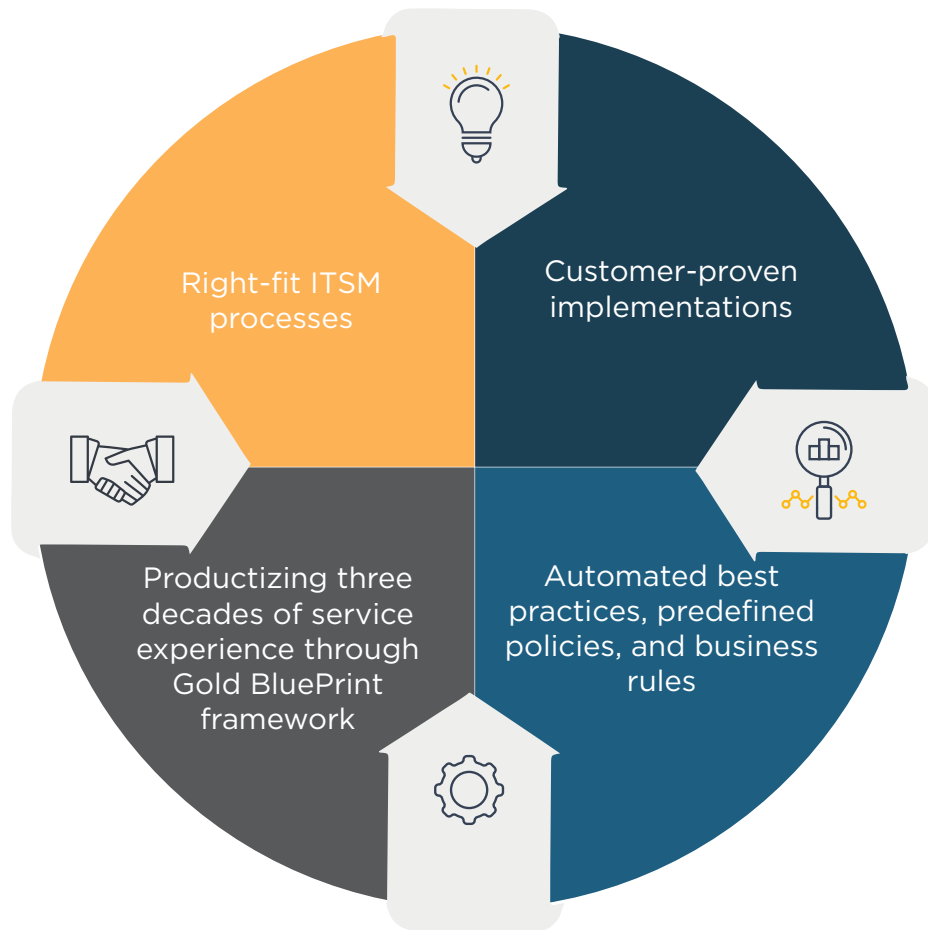 Right-fit ITSM
processes
Customer-proven
implementations
Productizing three
decades of service
experience through
Gold BluePrint
framework
Automated best
practices, predefined
policies, and business
rules